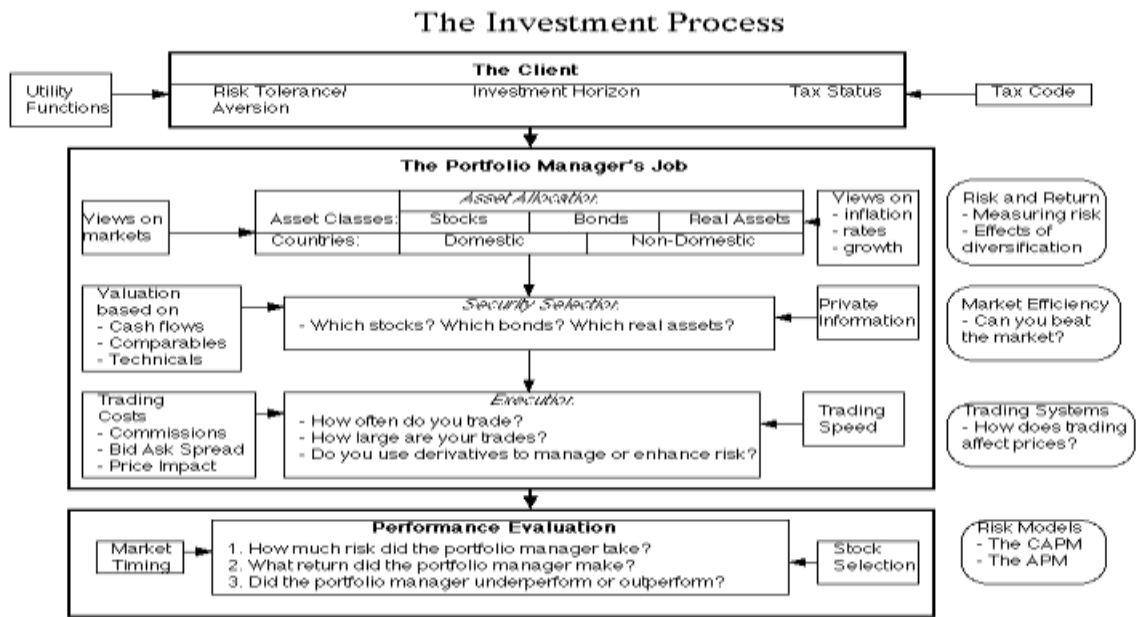 The Investment Process
The Client
Utility
Functions
Risk Tolerance/
Aversion
Investment Horizon
Tax Status
Tax Code
The Portfolio Manager's Job
Views on
markets
Asset Allocation
Asset Classes:
Stocks
Bonds
Real Assets
Countries:
Domestic
Non-Domestic
Views on
- inflation
- rates
- growth
Risk and Return
- Measuring risk
- Effects of
diversification
Valuation
based on
- Cash flows
- Comparables
- Technicals
Security Selection
- Which stocks? Which bonds? Which real assets?
Private
Information
Market Efficiency
- Can you beat
the market?
Trading
Costs
- Commissions
- Bid Ask Spread
- Price Impact
Execution
- How often do you trade?
- How large are your trades?
- Do you use derivatives to manage or enhance risk?
Trading
Speed
Trading Systems
- How does trading
affect prices?
Performance Evaluation
Market
Timing
1. How much risk did the portfolio manager take?
2. What return did the portfolio manager make?
3. Did the portfolio manager underperform or outperform?
Stock
Selection
Risk Models
- The CAPM
- The APM